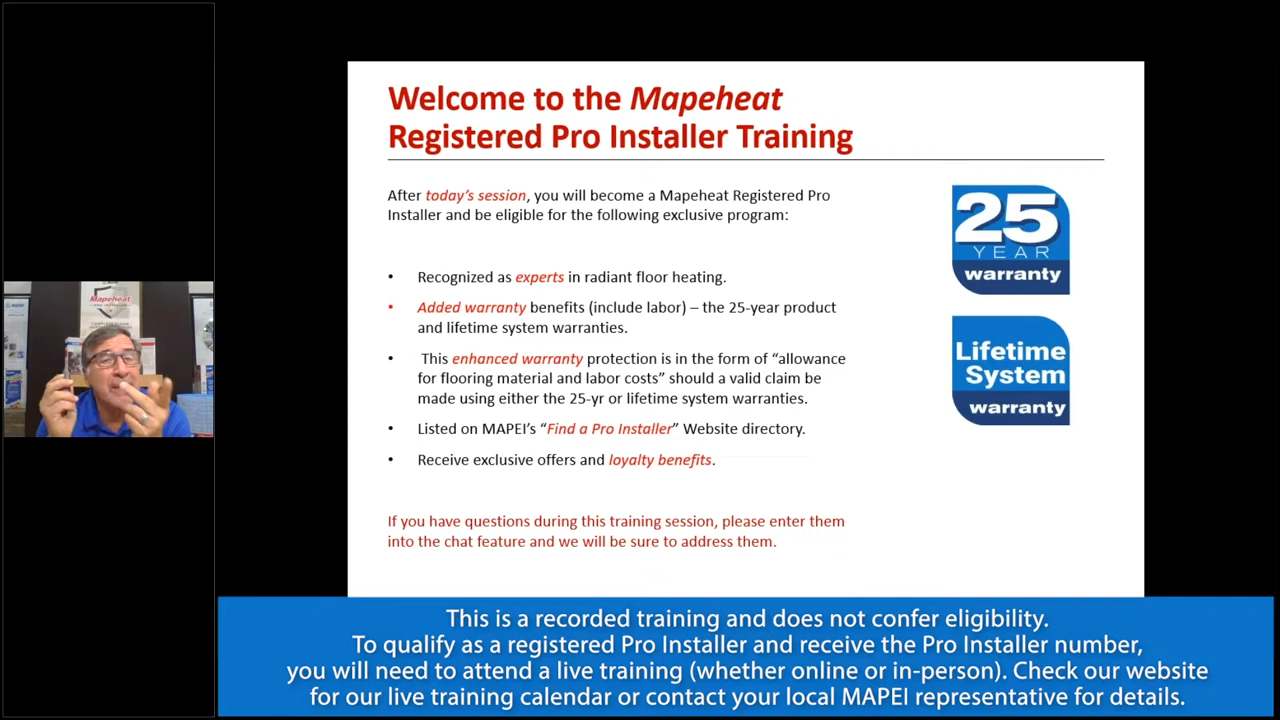 Welcome to the Mapeheat
Registered Pro Installer Training
After today's session, you will become a Mapeheat Registered Pro
Installer and be eligible for the following exclusive program:
• Recognized as experts in radiant floor heating.
• Added warranty benefits (include labor) – the 25-year product
and lifetime system warranties.
• This enhanced warranty protection is in the form of “allowance
for flooring material and labor costs” should a valid claim be
made using either the 25-yr or lifetime system warranties.
• Listed on MAPEI’s “Find a Pro Installer” Website directory.
• Receive exclusive offers and loyalty benefits.
If you have questions during this training session, please enter them
into the chat feature and we will be sure to address them.
25
YEAR
warranty
Lifetime
System
warranty
Mapeheat
This is a recorded training and does not confer eligibility.
To qualify as a registered Pro Installer and receive the Pro Installer number,
you will need to attend a live training (whether online or in-person). Check our website
for our live training calendar or contact your local MAPEI representative for details.